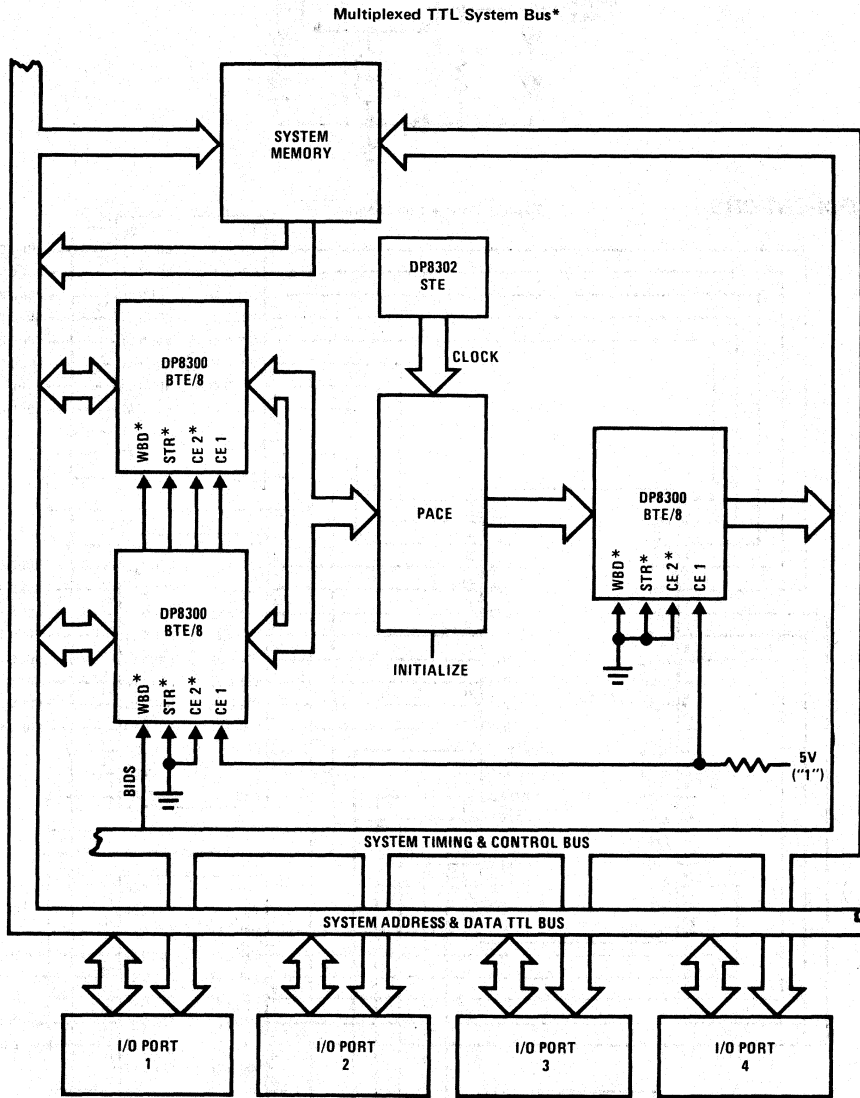 Multiplexed TTL System Bus*
SYSTEM
MEMORY
DP8302
STE
CLOCK
DP8300
BTE/8
WBD*
STR*
CE 2*
CE 1
PACE
INITIALIZE
DP8300
BTE/8
WBD*
STR*
CE 2*
CE 1
DP8300
BTE/8
WBD*
STR*
CE 2*
CE 1
BIDS
5V
("1")
SYSTEM TIMING & CONTROL BUS
SYSTEM ADDRESS & DATA TTL BUS
I/O PORT
1
I/O PORT
2
I/O PORT
3
I/O PORT
4